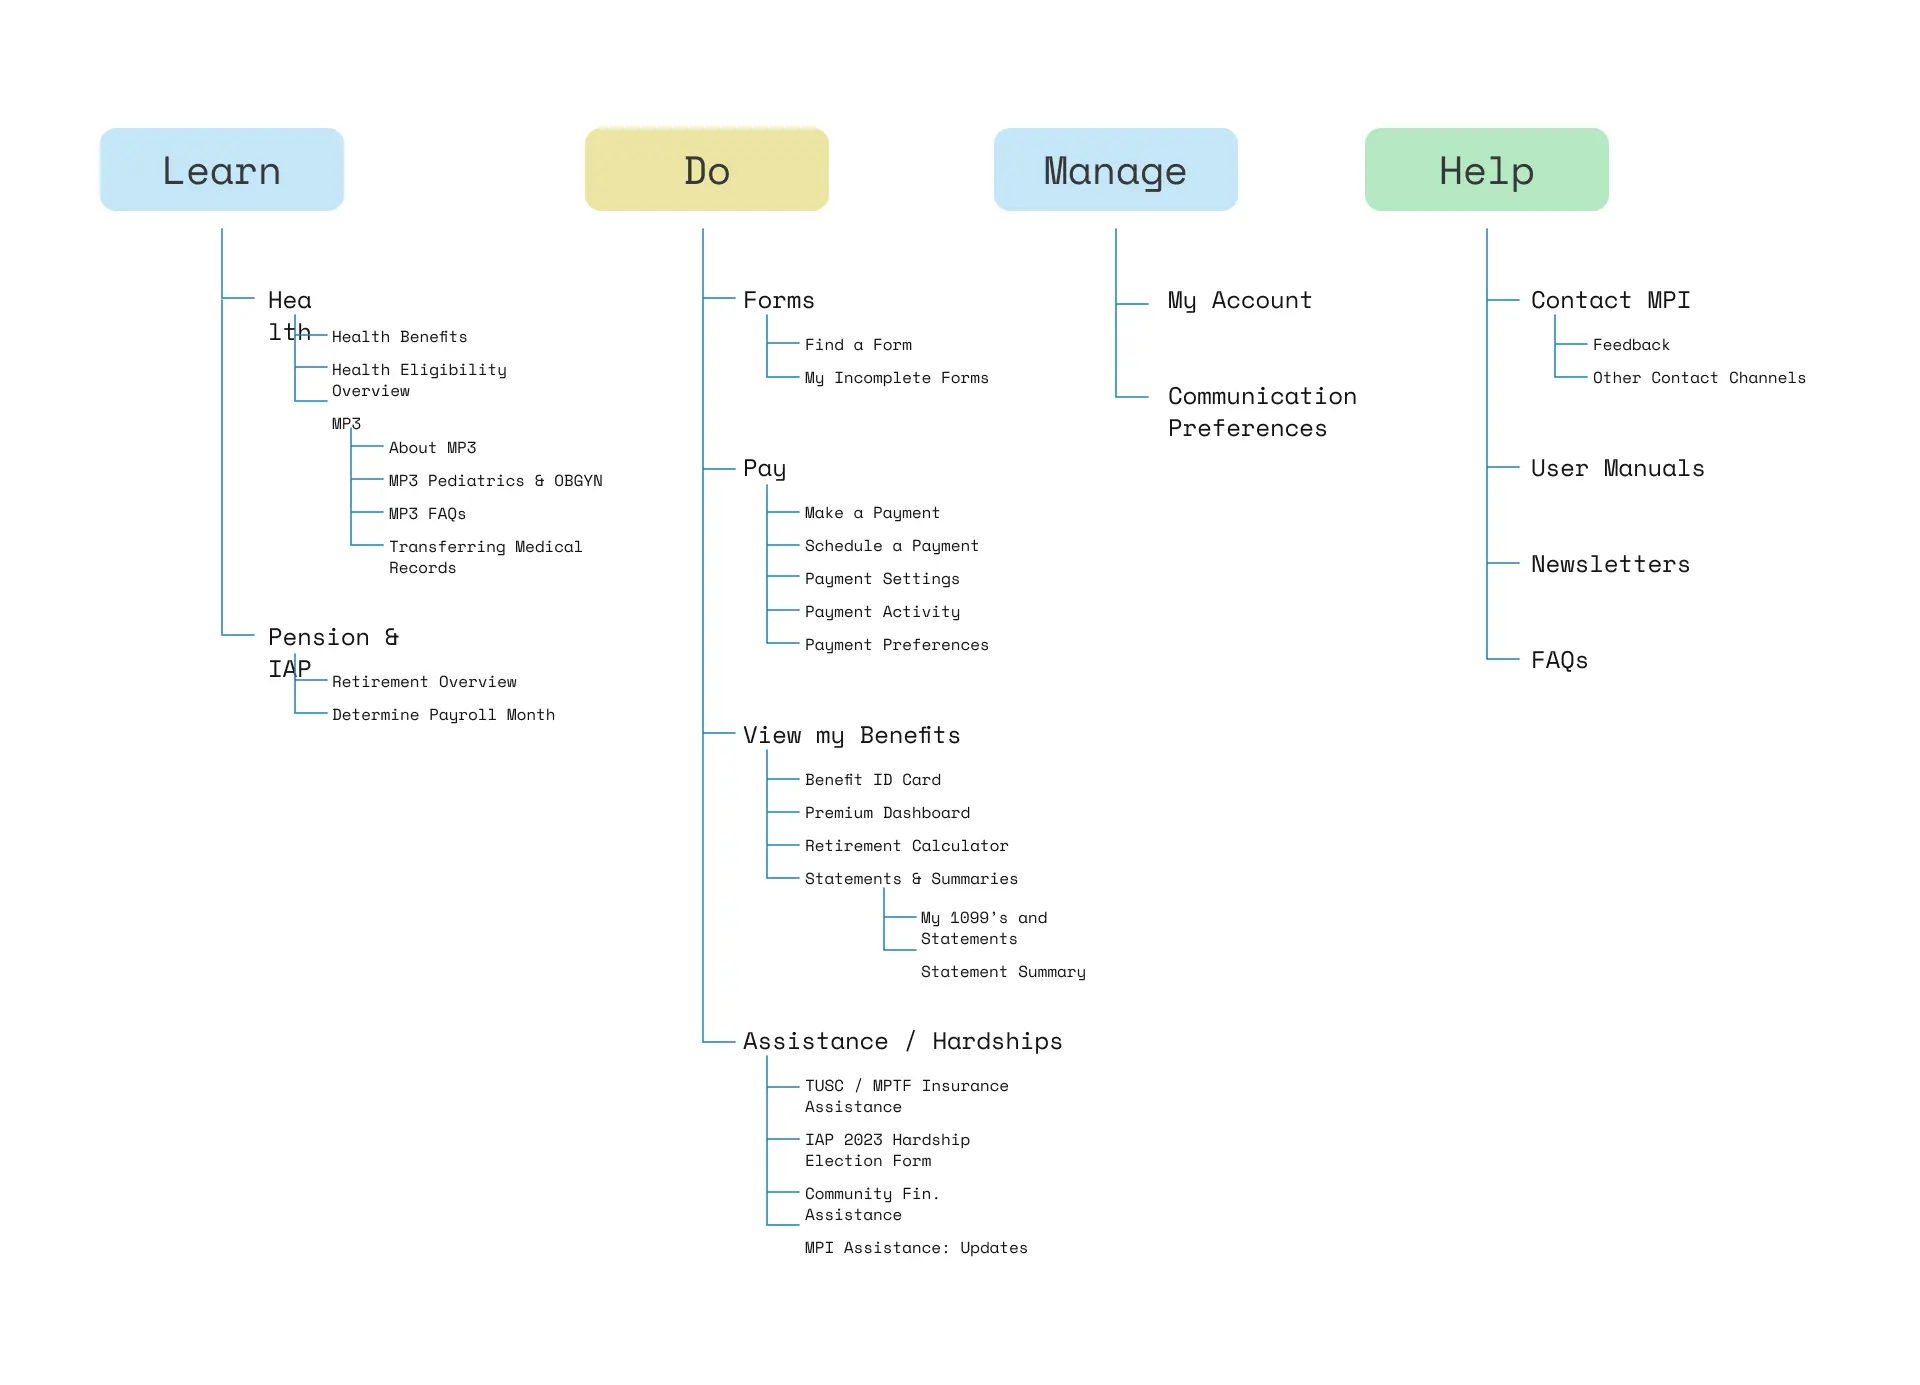 Learn
Hea
lth
Health Benefits
Health Eligibility
Overview
MP3
About MP3
MP3 Pediatrics & OBGYN
MP3 FAQs
Transferring Medical
Records
Pension &
IAP
Retirement Overview
Determine Payroll Month
Do
Forms
Find a Form
My Incomplete Forms
Pay
Make a Payment
Schedule a Payment
Payment Settings
Payment Activity
Payment Preferences
View my Benefits
Benefit ID Card
Premium Dashboard
Retirement Calculator
Statements & Summaries
My 1099's and
Statements
Statement Summary
Assistance / Hardships
TUSC / MPTF Insurance
Assistance
IAP 2023 Hardship
Election Form
Community Fin.
Assistance
MPI Assistance: Updates
Manage
My Account
Communication
Preferences
Help
Contact MPI
Feedback
Other Contact Channels
User Manuals
Newsletters
FAQs